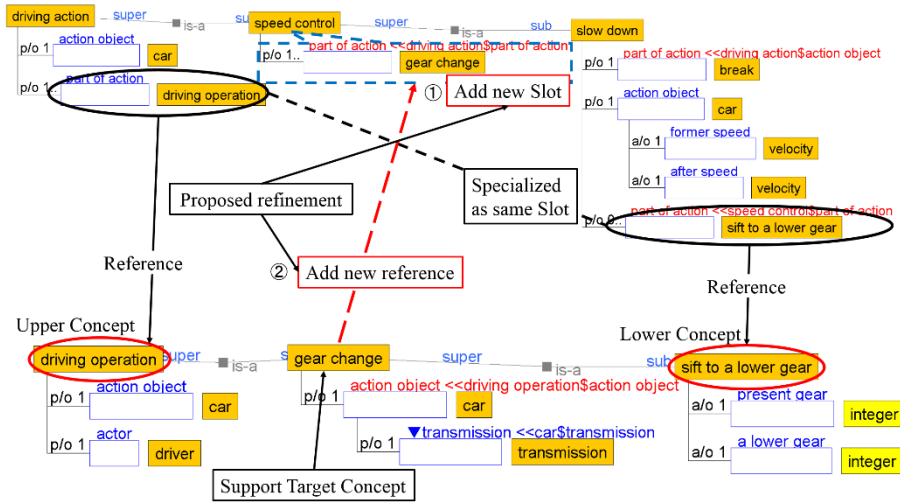 driving action
super
is-a
su
speed control
super
is-a
sub
slow down
p/o 1
action object
car
p/o 1..
part of action
driving operation
p/o 1..
part of action <<driving action$part of action
gear change
① Add new Slot
part of action <<driving action$action object
p/o 1
break
action object
p/o 1
car
former speed
a/o 1
velocity
after speed
a/o 1
velocity
part of action <<speed control$part of action
p/o 0..
sift to a lower gear
Proposed refinement
Specialized
as same Slot
② Add new reference
Reference
Reference
Upper Concept
Lower Concept
driving operation
super
is-a
s
gear change
super
is-a
sub
sift to a lower gear
action object
p/o 1
car
actor
p/o 1
driver
action object <<driving operation$action object
p/o 1
car
▼transmission <<car$transmission
p/o 1
transmission
present gear
a/o 1
integer
a lower gear
a/o 1
integer
Support Target Concept